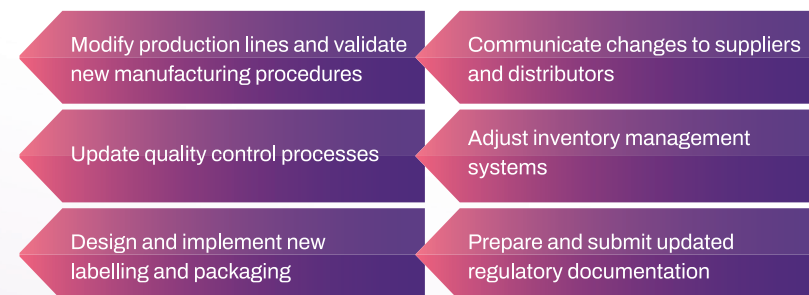 Modify production lines and validate
new manufacturing procedures
Communicate changes to suppliers
and distributors
Update quality control processes
Adjust inventory management
systems
Design and implement new
labelling and packaging
Prepare and submit updated
regulatory documentation